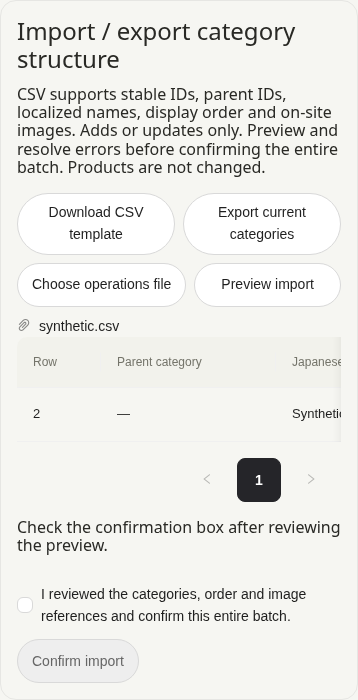 Import / export category
structure
CSV supports stable IDs, parent IDs,
localized names, display order and on-site
images. Adds or updates only. Preview and
resolve errors before confirming the entire
batch. Products are not changed.
Download CSV
template
Export current
categories
Choose operations file
Preview import
synthetic.csv
Row Parent category Japanese
2 —
1
Check the confirmation box after reviewing
the preview.
I reviewed the categories, order and image
references and confirm this entire batch.
Confirm import